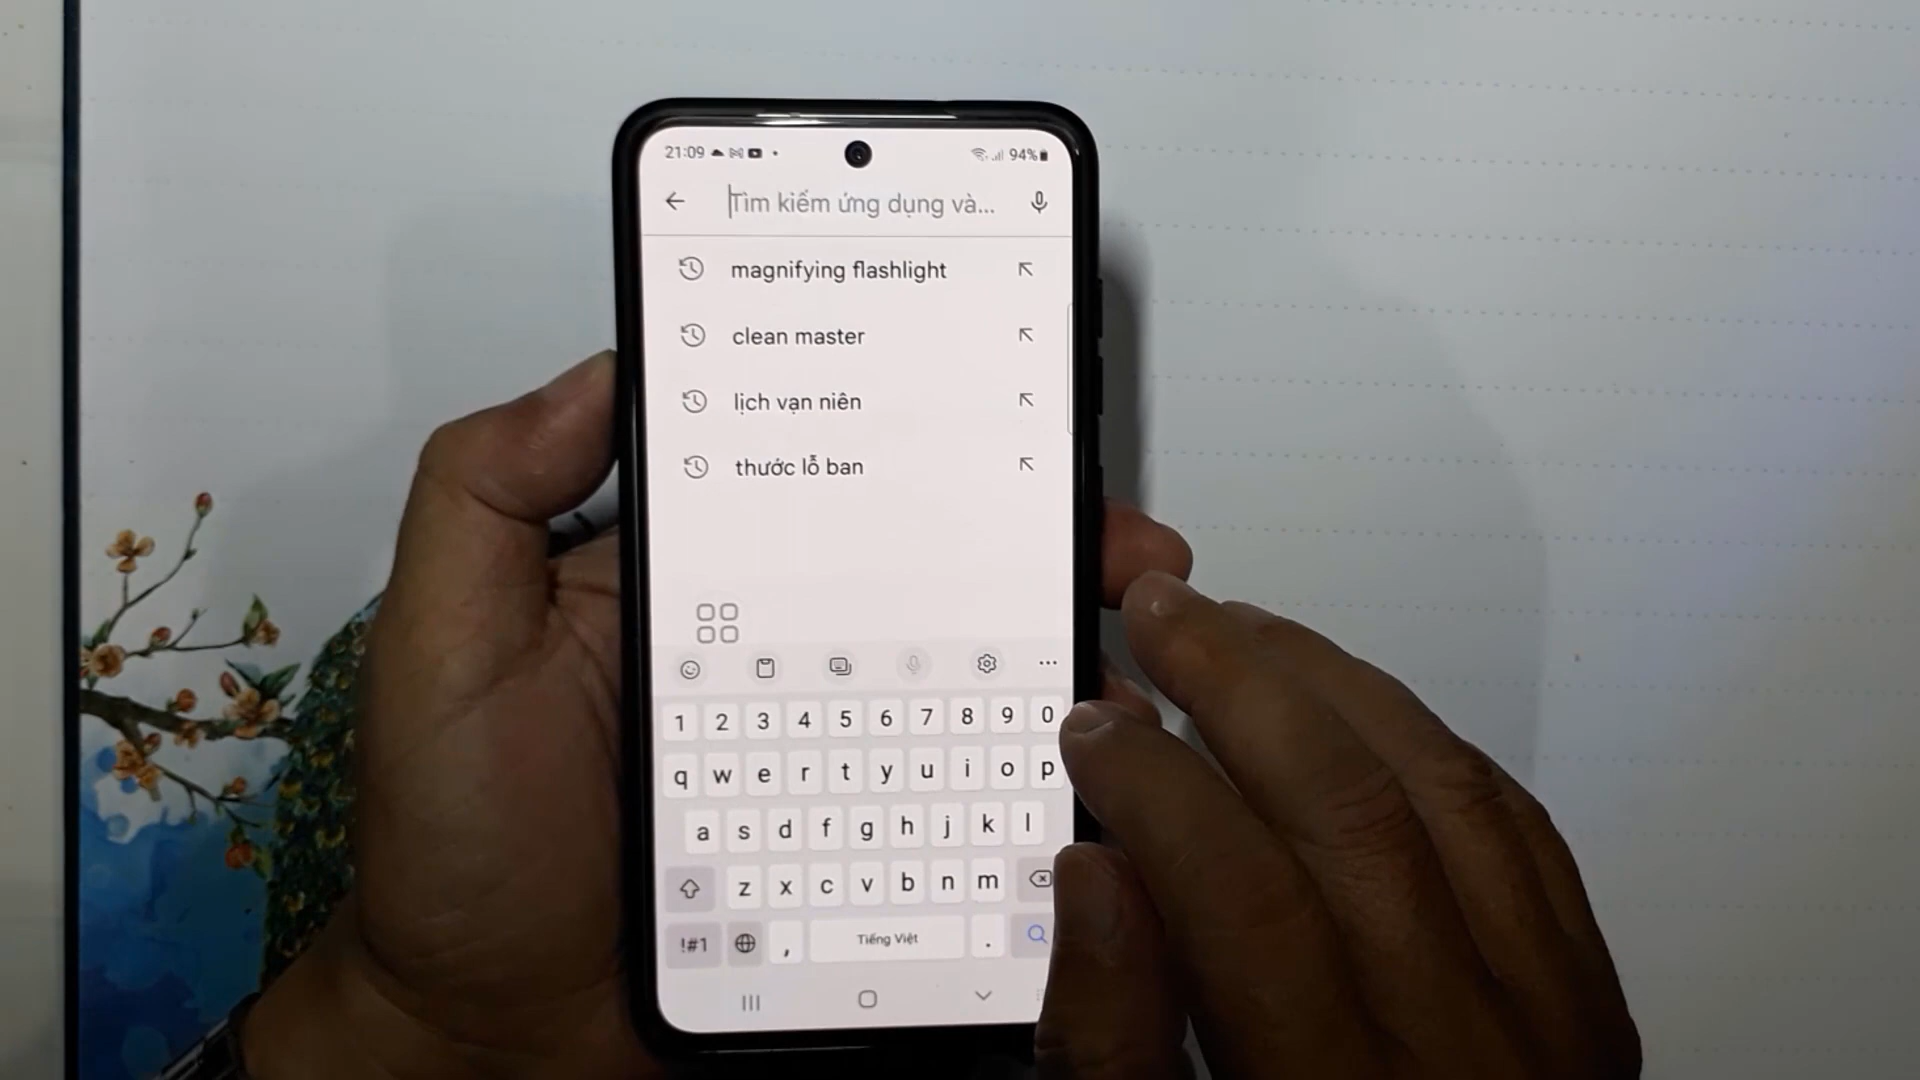 21:09 94%
Tìm kiếm ứng dụng và...
magnifying flashlight
clean master
lịch vạn niên
thước lỗ ban
1 2 3 4 5 6 7 8 9 0
q w e r t y u i o p
a s d f g h j k l
z x c v b n m
!#1 , Tiếng Việt .